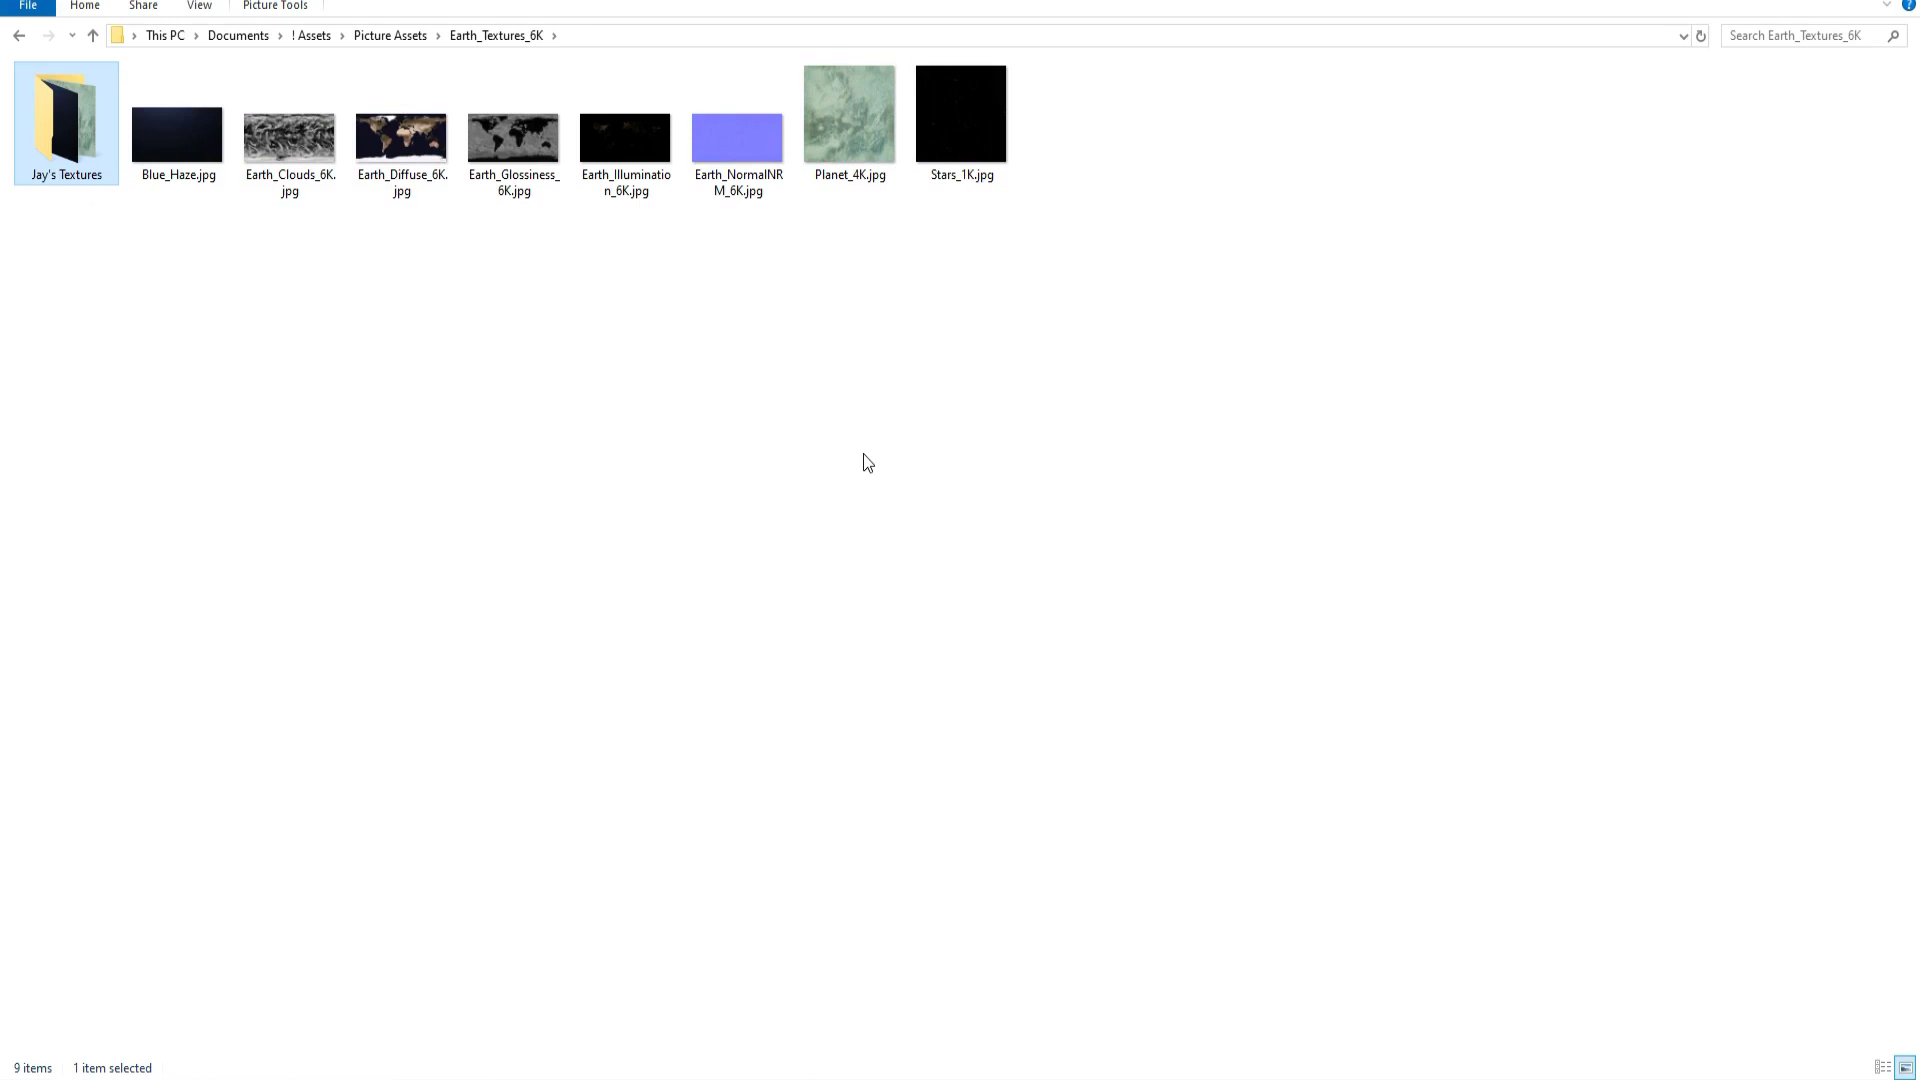 File Home Share View Picture Tools
This PC Documents ! Assets Picture Assets Earth_Textures_6K Search Earth_Textures_6K
Jay's Textures
Blue_Haze.jpg
Earth_Clouds_6K.
jpg
Earth_Diffuse_6K.
jpg
Earth_Glossiness_
6K.jpg
Earth_Illuminatio
n_6K.jpg
Earth_NormalNR
M_6K.jpg
Planet_4K.jpg
Stars_1K.jpg
9 items 1 item selected